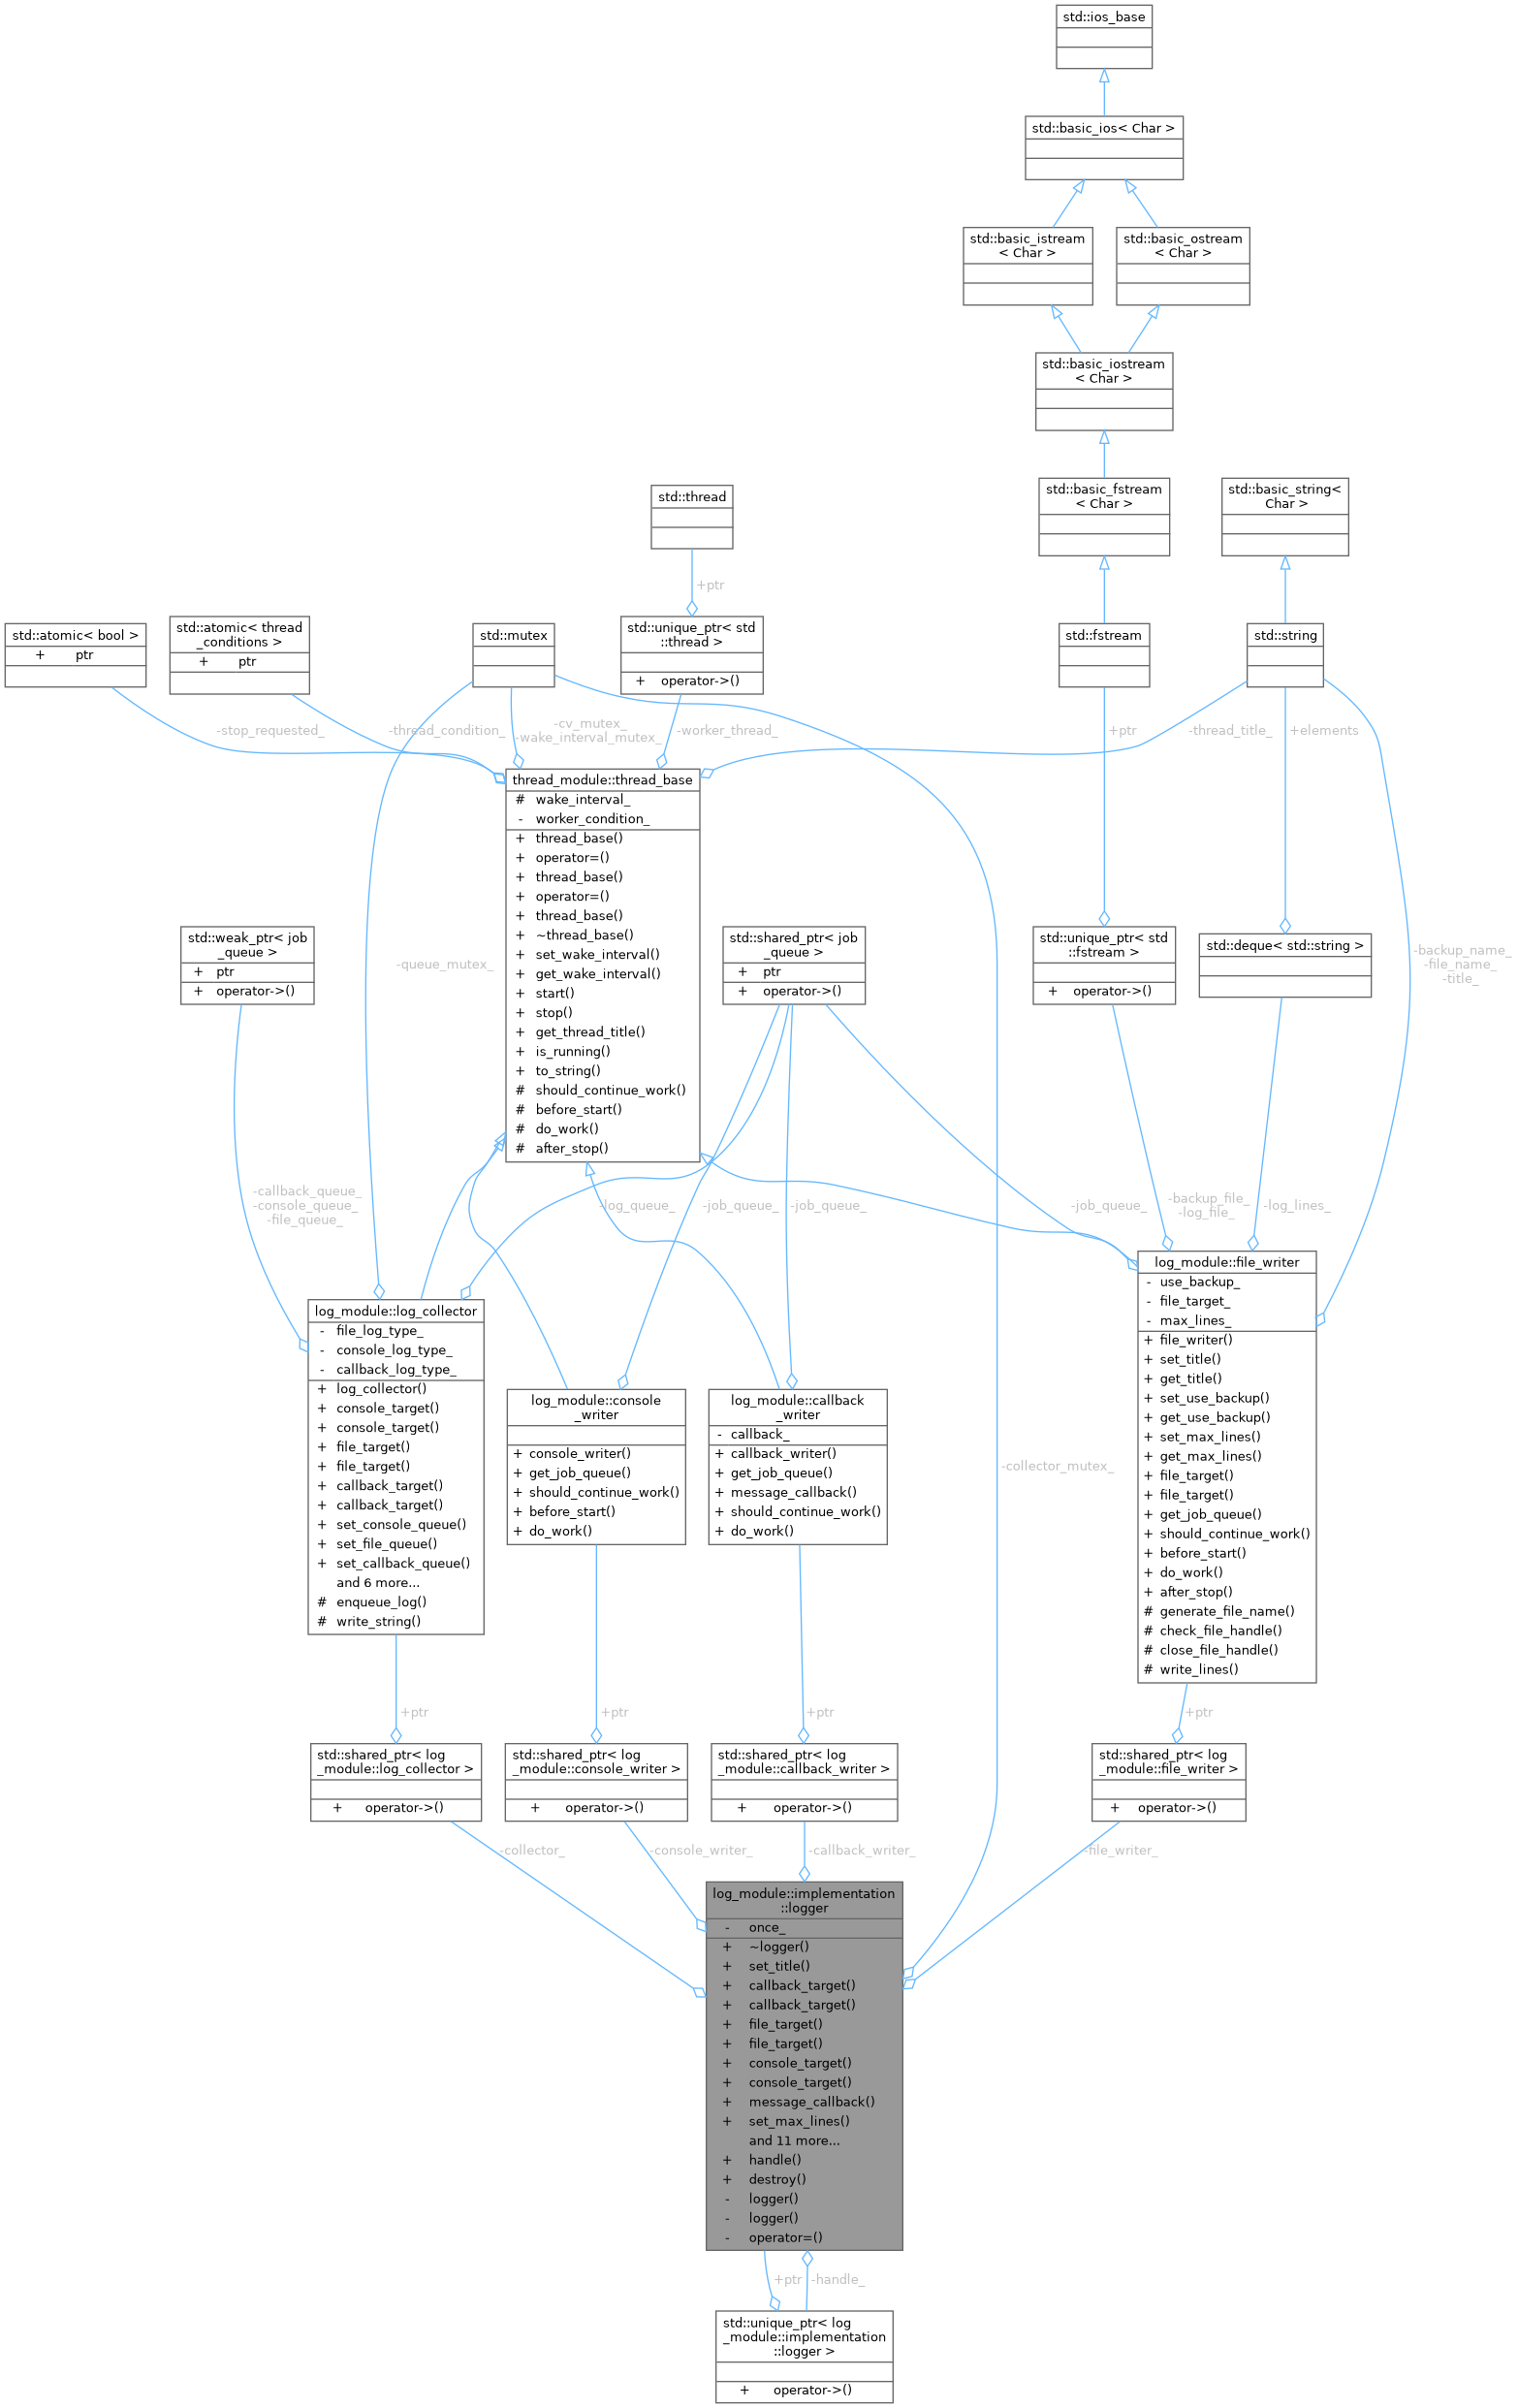 std::ios_base
std::basic_ios< Char >
std::basic_istream
< Char >
std::basic_ostream
< Char >
std::basic_iostream
< Char >
std::thread
std::basic_fstream
< Char >
std::basic_string<
Char >
+ptr
std::atomic< bool >
+ ptr
std::atomic< thread
_conditions >
+ ptr
std::mutex
std::unique_ptr< std
::thread >
+ operator->()
std::fstream
std::string
-stop_requested_
-thread_condition_
-cv_mutex_
-wake_interval_mutex_
-worker_thread_
-thread_title_
+ptr
+elements
thread_module::thread_base
# wake_interval_
- worker_condition_
+ thread_base()
+ operator=()
+ thread_base()
+ operator=()
+ thread_base()
+ ~thread_base()
+ set_wake_interval()
+ get_wake_interval()
+ start()
+ stop()
+ get_thread_title()
+ is_running()
+ to_string()
# should_continue_work()
# before_start()
# do_work()
# after_stop()
std::weak_ptr< job
_queue >
+ ptr
+ operator->()
-queue_mutex_
std::shared_ptr< job
_queue >
+ ptr
+ operator->()
std::unique_ptr< std
::fstream >
+ operator->()
std::deque< std::string >
-backup_name_
-file_name_
-title_
-callback_queue_
-console_queue_
-file_queue_
-log_queue_
-job_queue_
-job_queue_
-job_queue_
-backup_file_
-log_file_
-log_lines_
log_module::log_collector
- file_log_type_
- console_log_type_
- callback_log_type_
+ log_collector()
+ console_target()
+ console_target()
+ file_target()
+ file_target()
+ callback_target()
+ callback_target()
+ set_console_queue()
+ set_file_queue()
+ set_callback_queue()
and 6 more...
# enqueue_log()
# write_string()
log_module::console
_writer
+ console_writer()
+ get_job_queue()
+ should_continue_work()
+ before_start()
+ do_work()
log_module::callback
_writer
- callback_
+ callback_writer()
+ get_job_queue()
+ message_callback()
+ should_continue_work()
+ do_work()
-collector_mutex_
log_module::file_writer
- use_backup_
- file_target_
- max_lines_
+ file_writer()
+ set_title()
+ get_title()
+ set_use_backup()
+ get_use_backup()
+ set_max_lines()
+ get_max_lines()
+ file_target()
+ file_target()
+ get_job_queue()
+ should_continue_work()
+ before_start()
+ do_work()
+ after_stop()
# generate_file_name()
# check_file_handle()
# close_file_handle()
# write_lines()
+ptr
+ptr
+ptr
+ptr
std::shared_ptr< log
_module::log_collector >
+ operator->()
std::shared_ptr< log
_module::console_writer >
+ operator->()
std::shared_ptr< log
_module::callback_writer >
+ operator->()
std::shared_ptr< log
_module::file_writer >
+ operator->()
-collector_
-console_writer_
-callback_writer_
-file_writer_
log_module::implementation
::logger
- once_
+ ~logger()
+ set_title()
+ callback_target()
+ callback_target()
+ file_target()
+ file_target()
+ console_target()
+ console_target()
+ message_callback()
+ set_max_lines()
and 11 more...
+ handle()
+ destroy()
- logger()
- logger()
- operator=()
+ptr
-handle_
std::unique_ptr< log
_module::implementation
::logger >
+ operator->()